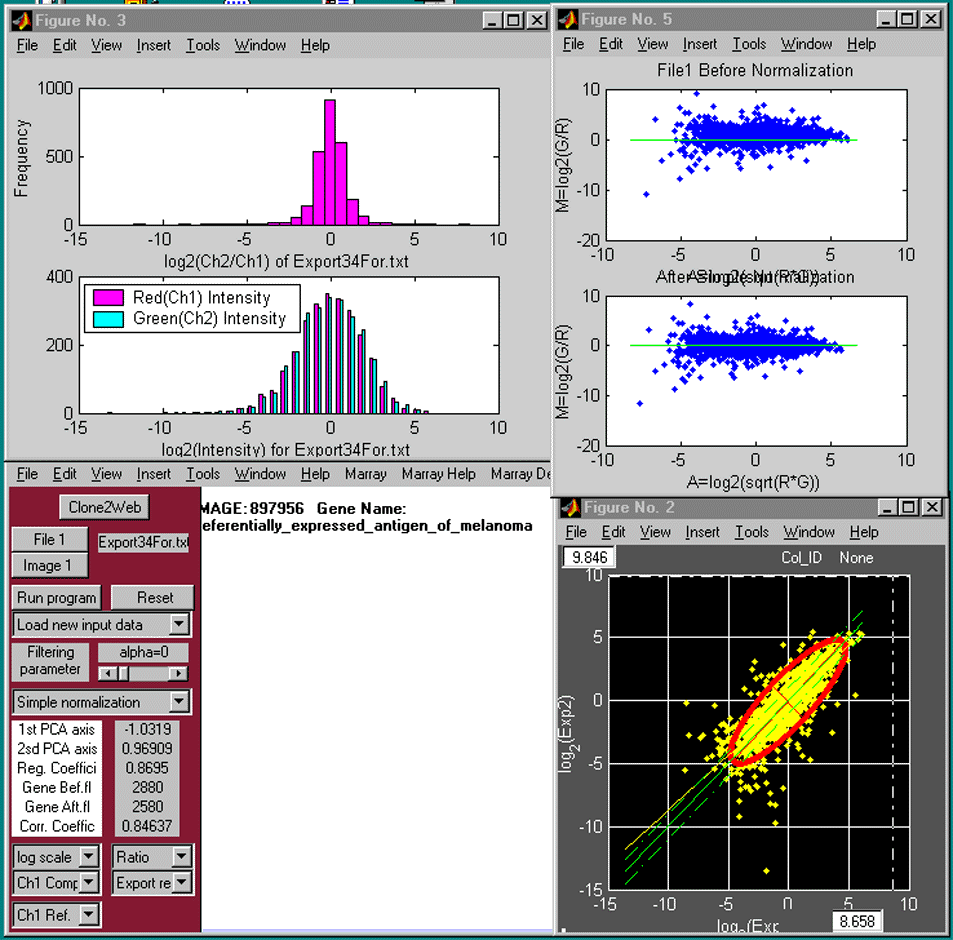 Figure No. 3
File Edit View Insert Tools Window Help
1000
500
0
Frequency
-15 -10 -5 0 5 10
log2(Ch2/Ch1) of Export34For.txt
400
200
0
Red(Ch1) Intensity
Green(Ch2) Intensity
-15 -10 -5 0 5 10
log2(Intensity) for Export34For.txt
Figure No. 5
File Edit View Insert Tools Window Help
File1 Before Normalization
10
0
-10
-20
M=log2(G/R)
-10 -5 0 5 10
A=log2(sqrt(R*G))
After Simple Normalization
10
0
-10
-20
M=log2(G/R)
-10 -5 0 5 10
A=log2(sqrt(R*G))
File Edit View Insert Tools Window Help Marray Marray Help Marray De
Clone2Web
File 1 Export34For.txt
Image 1
Run program Reset
Load new input data
Filtering parameter alpha=0
Simple normalization
1st PCA axis -1.0319
2sd PCA axis 0.96909
Reg. Coeffici 0.8695
Gene Bef.fl 2880
Gene Aft.fl 2580
Corr. Coeffic 0.84637
log scale Ratio
Ch1 Comp Export re
Ch1 Ref.
MAGE:897956 Gene Name:
eferentially_expressed_antigen_of_melanoma
Figure No. 2
File Edit View Insert Tools Window Help
9.846 Col_ID None
10
5
0
-5
-10
-15
log2(Exp2)
-15 -10 -5 0 5 10
log2(Exp
8.658